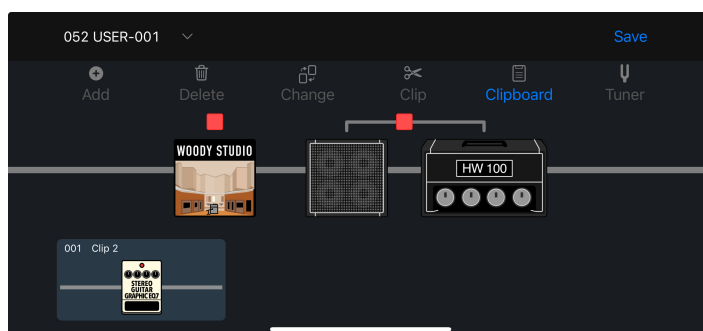 052 USER-001
Save
Add
Delete
Change
Clip
Clipboard
Tuner
WOODY STUDIO
HW 100
001 Clip 2
STEREO
GUITAR
GRAPHIC EQ7